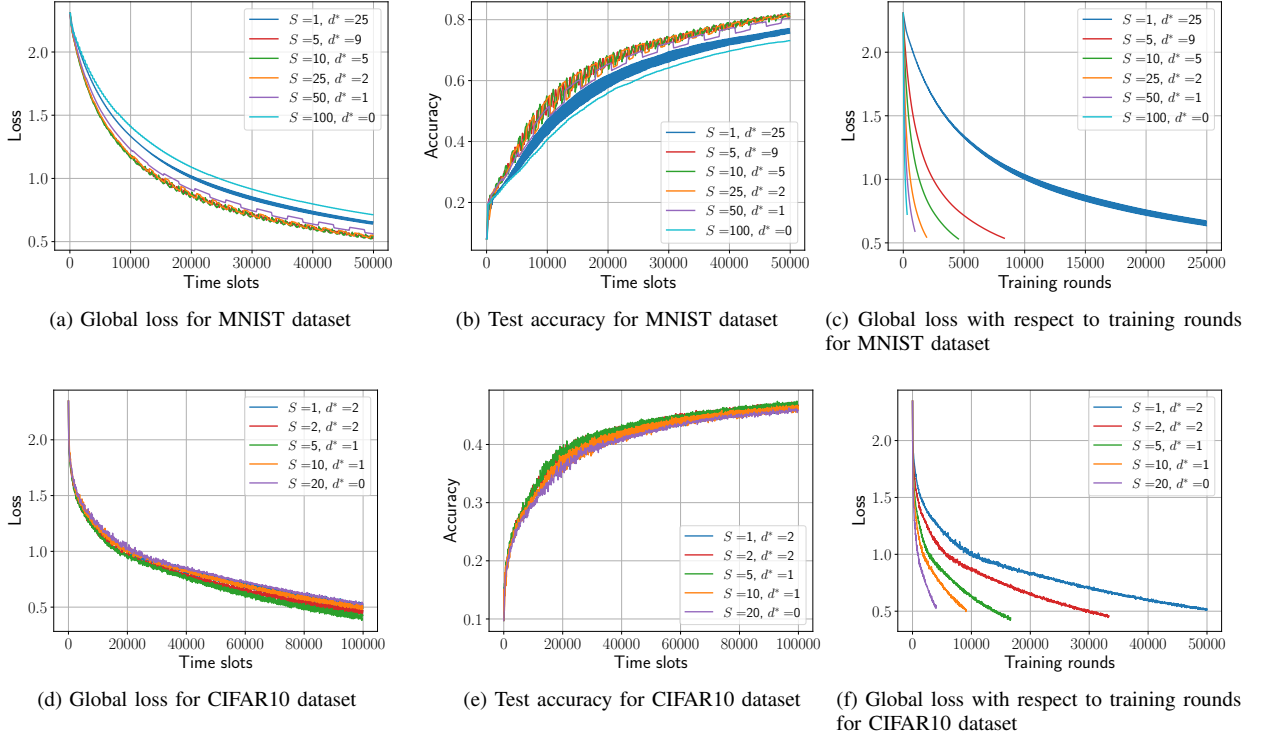 2.0
1.5
1.0
0.5
Loss
0
10000
20000
30000
40000
50000
Time slots
S =1, d* =25
S =5, d* =9
S =10, d* =5
S =25, d* =2
S =50, d* =1
S =100, d* =0
(a) Global loss for MNIST dataset
0.8
0.6
0.4
0.2
Accuracy
0
10000
20000
30000
40000
50000
Time slots
S =1, d* =25
S =5, d* =9
S =10, d* =5
S =25, d* =2
S =50, d* =1
S =100, d* =0
(b) Test accuracy for MNIST dataset
2.0
1.5
1.0
0.5
Loss
0
5000
10000
15000
20000
25000
Training rounds
S =1, d* =25
S =5, d* =9
S =10, d* =5
S =25, d* =2
S =50, d* =1
S =100, d* =0
(c) Global loss with respect to training rounds
for MNIST dataset
2.0
1.5
1.0
0.5
Loss
0
20000
40000
60000
80000
100000
Time slots
S =1, d* =2
S =2, d* =2
S =5, d* =1
S =10, d* =1
S =20, d* =0
(d) Global loss for CIFAR10 dataset
0.4
0.3
0.2
0.1
Accuracy
0
20000
40000
60000
80000
100000
Time slots
S =1, d* =2
S =2, d* =2
S =5, d* =1
S =10, d* =1
S =20, d* =0
(e) Test accuracy for CIFAR10 dataset
2.0
1.5
1.0
0.5
Loss
0
10000
20000
30000
40000
50000
Training rounds
S =1, d* =2
S =2, d* =2
S =5, d* =1
S =10, d* =1
S =20, d* =0
(f) Global loss with respect to training rounds
for CIFAR10 dataset